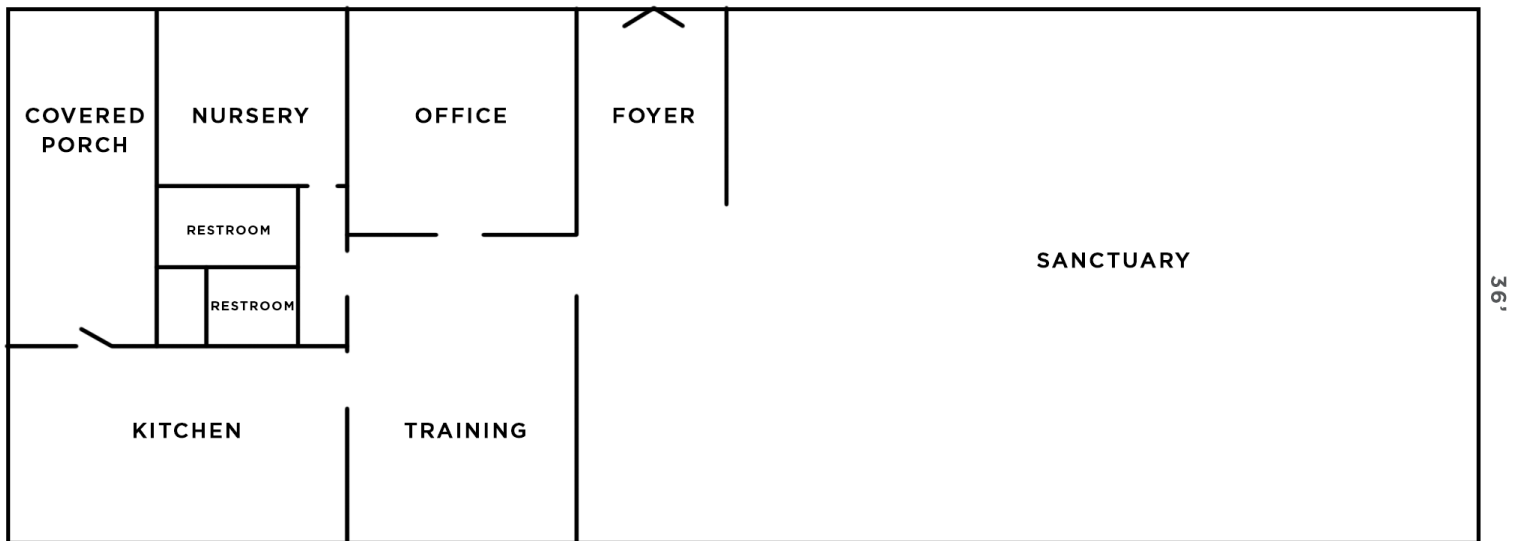 COVERED
PORCH
NURSERY
OFFICE
FOYER
RESTROOM
RESTROOM
SANCTUARY
36'
KITCHEN
TRAINING